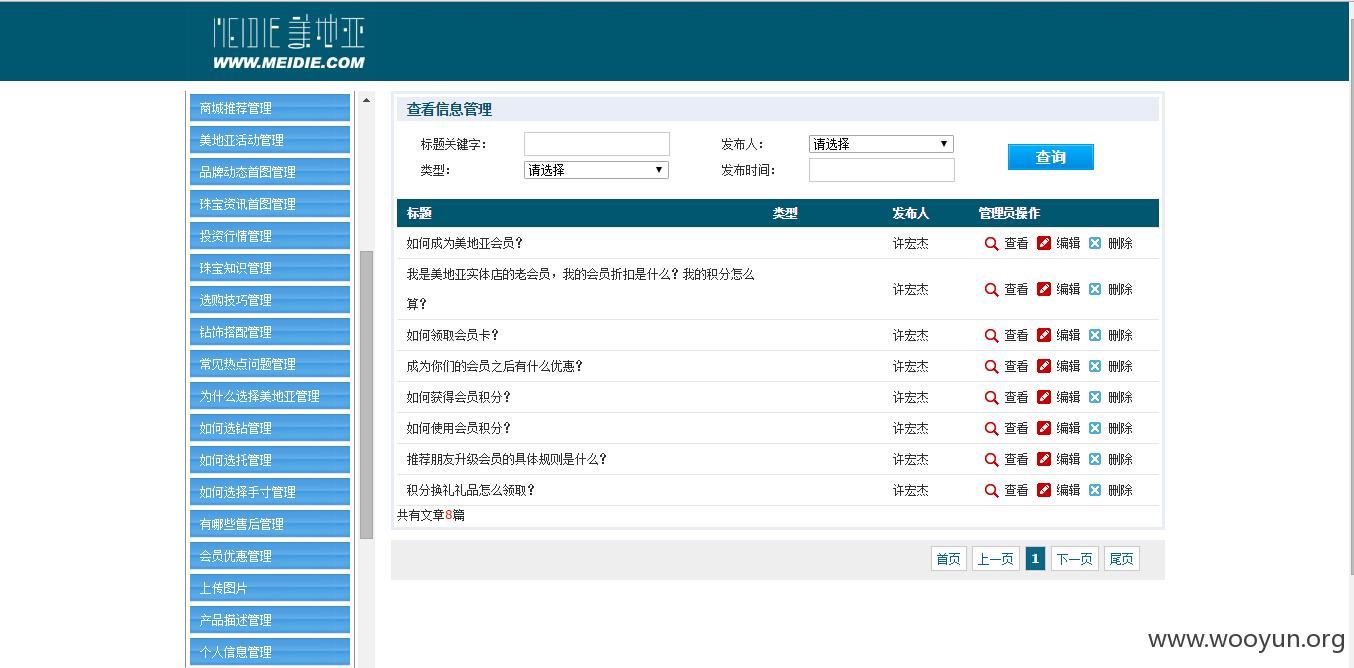 MEIDIE 美地亚
WWW.MEIDIE.COM
商城推荐管理
美地亚活动管理
品牌动态首图管理
珠宝资讯首图管理
投资行情管理
珠宝知识管理
选购技巧管理
钻饰搭配管理
常见热点问题管理
为什么选择美地亚管理
如何选钻管理
如何选托管理
如何选择手寸管理
有哪些售后管理
会员优惠管理
上传图片
产品描述管理
个人信息管理
查看信息管理
标题关键字: 发布人: 请选择
类型: 请选择 发布时间:
查询
标题 类型 发布人 管理员操作
如何成为美地亚会员? 许宏杰 查看 编辑 删除
我是美地亚实体店的老会员，我的会员折扣是什么? 我的积分怎么
算? 许宏杰 查看 编辑 删除
如何领取会员卡? 许宏杰 查看 编辑 删除
成为你们的会员之后有什么优惠? 许宏杰 查看 编辑 删除
如何获得会员积分? 许宏杰 查看 编辑 删除
如何使用会员积分? 许宏杰 查看 编辑 删除
推荐朋友升级会员的具体规则是什么? 许宏杰 查看 编辑 删除
积分换礼礼品怎么领取? 许宏杰 查看 编辑 删除
共有文章8篇
首页 上一页 1 下一页 尾页
www.wooyun.org